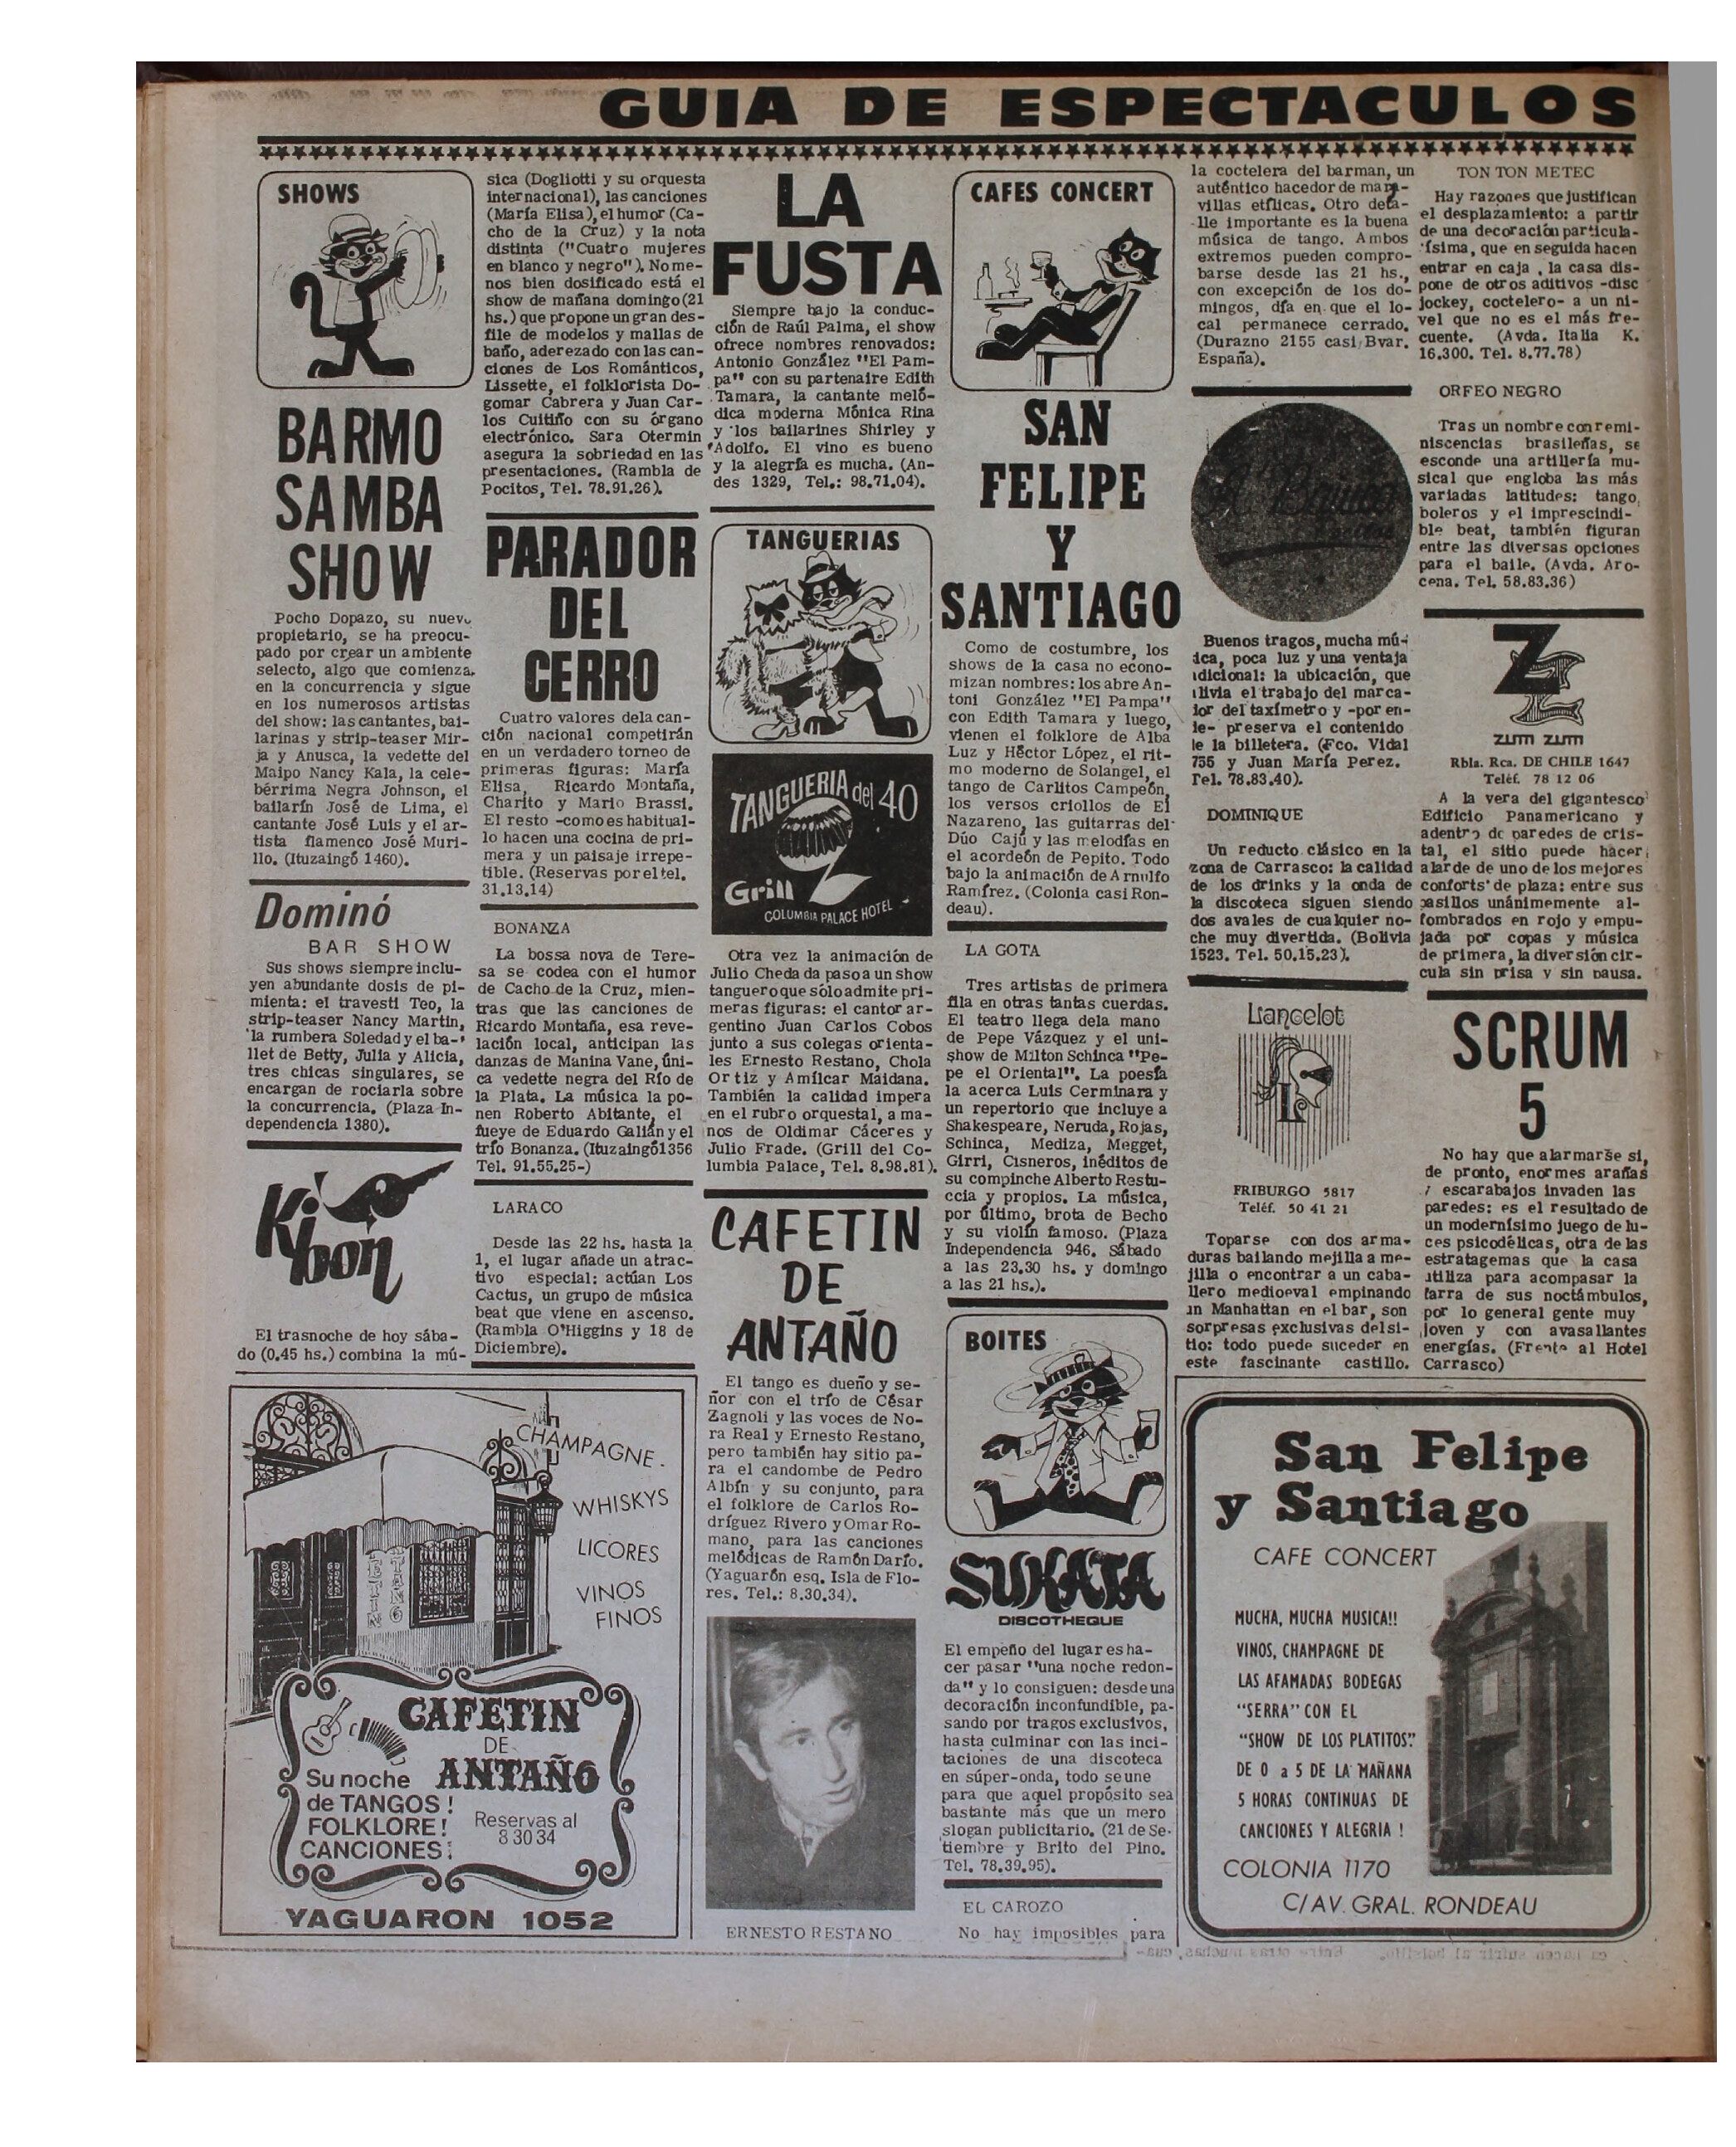 GUIA DE ESPECTACULOS
SHOWS
BARMO
SAMBA
SHOW
Pocho Dopazo, su nuevo
propietario, se ha preocu-
pado por crear un ambiente
selecto, algo que comienza
en la concurrencia y sigue
en los numerosos artistas
del show: las cantantes, bai-
larinas y strip-teaser Mir-
ja y Anusca, la vedette del
Maipo Nancy Kala, la cele-
bérrima Negra Johnson, el
bailarín José de Lima, el
cantante José Luis y el ar-
tista flamenco José Muri-
llo. (Ituzaingó 1460).
Dominó
BAR SHOW
Sus shows siempre inclu-
yen abundante dosis de pi-
mienta: el travesti Teo, la
strip-teaser Nancy Martin,
la rumbera Soledad y el ba-
llet de Betty, Julia y Alicia,
tres chicas singulares, se
encargan de rociarla sobre
la concurrencia. (Plaza In-
dependencia 1380).
Kibon
El trasnoche de hoy sába-
do (0.45 hs.) combina la mú-
sica (Dogliotti y su orquesta
internacional), las canciones
(María Elisa), el humor (Ca-
cho de la Cruz) y la nota
distinta ("Cuatro mujeres
en blanco y negro"). No me-
nos bien dosificado está el
show de mañana domingo (21
hs.) que propone un gran des-
file de modelos y mallas de
baño, aderezado con las can-
ciones de Los Románticos,
Lissette, el folklorista Do-
gomar Cabrera y Juan Car-
los Cuitiño con su órgano
electrónico. Sara Otermin
asegura la sobriedad en las
presentaciones. (Rambla de
Pocitos, Tel. 78.91.26).
PARADOR
DEL
CERRO
Cuatro valores de la can-
ción nacional competirán
en un verdadero torneo de
primeras figuras: María
Elisa, Ricardo Montaña,
Charito y Mario Brassi.
El resto -como es habitual-
lo hacen una cocina de pri-
mera y un paisaje irrepe-
tible. (Reservas por el tel.
31.13.14)
BONANZA
La bossa nova de Tere-
sa se codea con el humor
de Cacho de la Cruz, mien-
tras que las canciones de
Ricardo Montaña, esa reve-
lación local, anticipan las
danzas de Manina Vane, úni-
ca vedette negra del Río de
la Plata. La música la po-
nen Roberto Abitante, el
fueye de Eduardo Galián y el
trío Bonanza. (Ituzaingó 1356
Tel. 91.55.25-)
LARACO
Desde las 22 hs. hasta la
1, el lugar añade un atrac-
tivo especial: actúan Los
Cactus, un grupo de música
beat que viene en ascenso.
(Rambla O'Higgins y 18 de
Diciembre).
CHAMPAGNE.
WHISKYS
LICORES
VINOS
FINOS
CAFETIN
DE
ANTAÑO
Su noche
de TANGOS!
FOLKLORE!
CANCIONES!
Reservas al
8 30 34
YAGUARON 1052
LA
FUSTA
Siempre bajo la conduc-
ción de Raúl Palma, el show
ofrece nombres renovados:
Antonio González "El Pam-
pa" con su partenaire Edith
Tamara, la cantante meló-
dica moderna Mónica Rina
y los bailarines Shirley y
Adolfo. El vino es bueno
y la alegría es mucha. (An-
des 1329, Tel.: 98.71.04).
TANGUERIAS
TANGUERIA del 40
Grill
COLUMBIA PALACE HOTEL
Otra vez la animación de
Julio Cheda da paso a un show
tanguero que sólo admite pri-
meras figuras: el cantor ar-
gentino Juan Carlos Cobos
junto a sus colegas orienta-
les Ernesto Restano, Chola
Ortiz y Amílcar Maidana.
También la calidad impera
en el rubro orquestal, a ma-
nos de Oldimar Cáceres y
Julio Frade. (Grill del Co-
lumbia Palace, Tel. 8.98.81).
CAFETIN
DE
ANTAÑO
El tango es dueño y se-
ñor con el trío de César
Zagnoli y las voces de No-
ra Real y Ernesto Restano,
pero también hay sitio pa-
ra el candombe de Pedro
Albín y su conjunto, para
el folklore de Carlos Ro-
dríguez Rivero y Omar Ro-
mano, para las canciones
melódicas de Ramón Darío.
(Yaguarón esq. Isla de Flo-
res. Tel.: 8.30.34).
ERNESTO RESTANO
CAFES CONCERT
SAN
FELIPE
Y
SANTIAGO
Como de costumbre, los
shows de la casa no econo-
mizan nombres: los abre An-
toni González "El Pampa"
con Edith Tamara y luego,
vienen el folklore de Alba
Luz y Héctor López, el rit-
mo moderno de Solangel, el
tango de Carlitos Campeón,
los versos criollos de El
Nazareno, las guitarras del
Dúo Cajú y las melodías en
el acordeón de Pepito. Todo
bajo la animación de Arnulfo
Ramírez. (Colonia casi Ron-
deau).
LA GOTA
Tres artistas de primera
fila en otras tantas cuerdas.
El teatro llega de la mano
de Pepe Vázquez y el uni-
show de Milton Schinca "Pe-
pe el Oriental". La poesía
la acerca Luis Cerminara y
un repertorio que incluye a
Shakespeare, Neruda, Rojas,
Schinca, Mediza, Megget,
Girri, Cisneros, inéditos de
su compinche Alberto Restu-
ccia y propios. La música,
por último, brota de Becho
y su violín famoso. (Plaza
Independencia 946. Sábado
a las 23.30 hs. y domingo
a las 21 hs.).
BOITES
SUKATA
DISCOTHEQUE
El empeño del lugar es ha-
cer pasar "una noche redon-
da" y lo consiguen: desde una
decoración inconfundible, pa-
sando por tragos exclusivos,
hasta culminar con las inci-
taciones de una discoteca
en súper-onda, todo se une
para que aquel propósito sea
bastante más que un mero
slogan publicitario. (21 de Se-
tiembre y Brito del Pino.
Tel. 78.39.95).
EL CAROZO
No hay imposibles para
la coctelera del barman, un
auténtico hacedor de mara-
villas etílicas. Otro deta-
lle importante es la buena
música de tango. Ambos
extremos pueden compro-
barse desde las 21 hs.,
con excepción de los do-
mingos, día en que el lo-
cal permanece cerrado.
(Durazno 2155 casi Bvar.
España).
Buenos tragos, mucha mú-
ica, poca luz y una ventaja
adicional: la ubicación, que
alivia el trabajo del marca-
dor del taxímetro y -por en-
de- preserva el contenido
de la billetera. (Fco. Vidal
735 y Juan María Perez.
Tel. 78.83.40).
DOMINIQUE
Un reducto clásico en la
zona de Carrasco: la calidad
de los drinks y la onda de
la discoteca siguen siendo
dos avales de cualquier no-
che muy divertida. (Bolivia
1523. Tel. 50.15.23).
Lancelot
L
FRIBURGO 5817
Teléf. 50 41 21
Toparse con dos arma-
duras bailando mejilla a me-
jilla o encontrar a un caba-
llero medioeval empinando
un Manhattan en el bar, son
sorpresas exclusivas del si-
tio: todo puede suceder en
este fascinante castillo.
TON TON METEC
Hay razones que justifican
el desplazamiento: a partir
de una decoración particula-
rísima, que en seguida hacen
entrar en caja, la casa dis-
pone de otros aditivos -disc
jockey, coctelero- a un ni-
vel que no es el más fre-
cuente. (Avda. Italia K.
16.300. Tel. 8.77.78)
ORFEO NEGRO
Tras un nombre con remi-
niscencias brasileñas, se
esconde una artillería mu-
sical que engloba las más
variadas latitudes: tango,
boleros y el imprescindi-
ble beat, también figuran
entre las diversas opciones
para el baile. (Avda. Aro-
cena. Tel. 58.83.36)
Z
zum zum
Rbla. Rca. DE CHILE 1647
Teléf. 78 12 06
A la vera del gigantesco
Edificio Panamericano y
adentro de paredes de cris-
tal, el sitio puede hacer
alarde de uno de los mejores
conforts de plaza: entre sus
pasillos unánimemente al-
fombrados en rojo y empu-
jada por copas y música
de primera, la diversión cir-
cula sin prisa y sin pausa.
SCRUM
5
No hay que alarmarse si,
de pronto, enormes arañas
y escarabajos invaden las
paredes: es el resultado de
un modernísimo juego de lu-
ces psicodélicas, otra de las
estratagemas que la casa
utiliza para acompasar la
farra de sus noctámbulos,
por lo general gente muy
joven y con avasallantes
energías. (Frente al Hotel
Carrasco)
San Felipe
y Santiago
CAFE CONCERT
MUCHA, MUCHA MUSICA!!
VINOS, CHAMPAGNE DE
LAS AFAMADAS BODEGAS
"SERRA" CON EL
"SHOW DE LOS PLATITOS"
DE 0 a 5 DE LA MAÑANA
5 HORAS CONTINUAS DE
CANCIONES Y ALEGRIA !
COLONIA 1170
C/AV. GRAL. RONDEAU